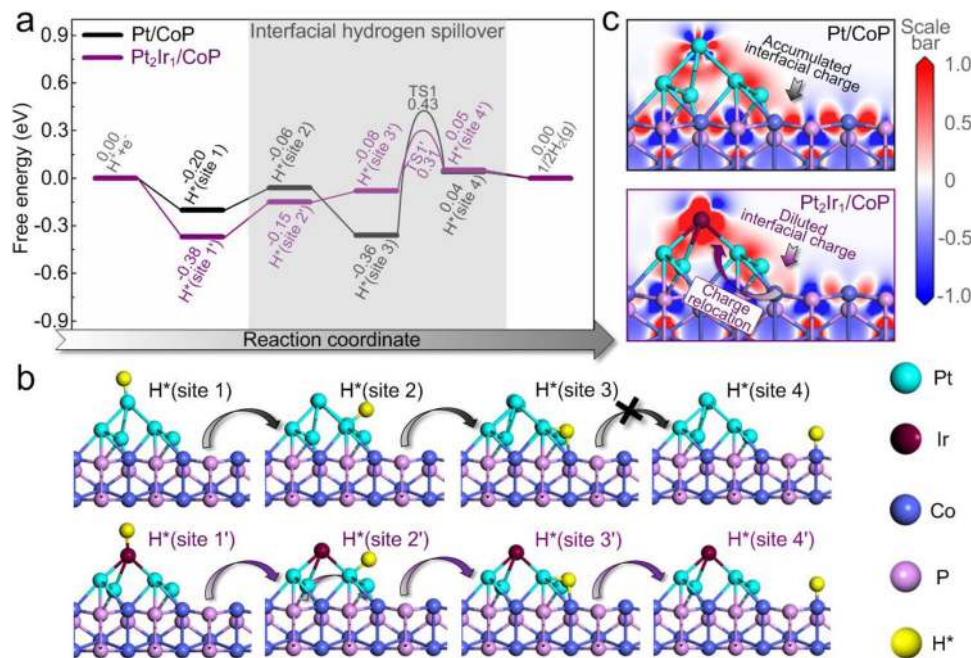 a
0.9
0.6
0.3
0.0
-0.3
-0.6
-0.9
Free energy (eV)
Pt/CoP
Pt₂Ir₁/CoP
Interfacial hydrogen spillover
0.00
H⁺+e⁻
-0.20
H*(site 1)
-0.38
H*(site 1')
-0.06
H*(site 2)
-0.15
H*(site 2')
-0.08
H*(site 3')
-0.36
H*(site 3)
TS1
0.43
TS1'
0.31
0.05
H*(site 4')
0.04
H*(site 4)
0.00
1/2H₂(g)
Reaction coordinate
c
Pt/CoP
Accumulated
interfacial charge
Pt₂Ir₁/CoP
Diluted
interfacial charge
Charge
relocation
Scale
bar
1.0
0.5
0
-0.5
-1.0
b
H*(site 1)
H*(site 2)
H*(site 3)
H*(site 4)
H*(site 1')
H*(site 2')
H*(site 3')
H*(site 4')
Pt
Ir
Co
P
H*